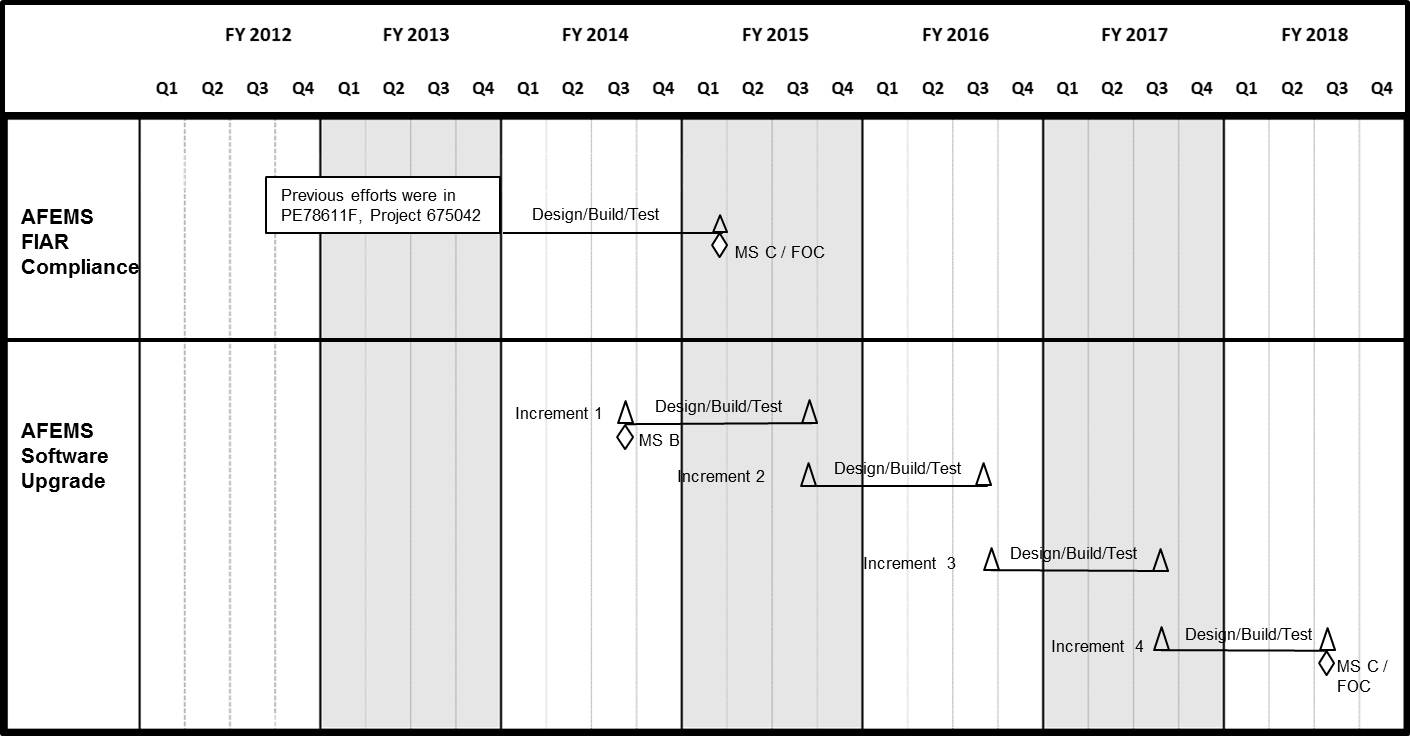 FY 2012 FY 2013 FY 2014 FY 2015 FY 2016 FY 2017 FY 2018
Q1 Q2 Q3 Q4 Q1 Q2 Q3 Q4 Q1 Q2 Q3 Q4 Q1 Q2 Q3 Q4 Q1 Q2 Q3 Q4 Q1 Q2 Q3 Q4 Q1 Q2 Q3 Q4
AFEMS
FIAR
Compliance
Previous efforts were in
PE78611F, Project 675042
Design/Build/Test
MS C / FOC
AFEMS
Software
Upgrade
Increment 1
Design/Build/Test
MS B
Increment 2
Design/Build/Test
Increment 3
Design/Build/Test
Increment 4
Design/Build/Test
MS C /
FOC